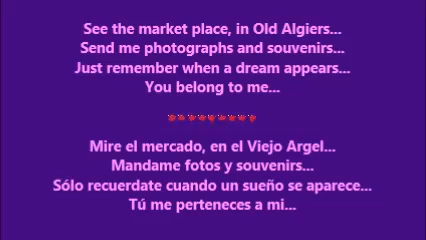 See the market place, in Old Algiers...
Send me photographs and souvenirs...
Just remember when a dream appears...
You belong to me...
Mire el mercado, en el Viejo Argel...
Mandame fotos y souvenirs...
Sólo recuerdate cuando un sueño se aparece...
Tú me perteneces a mi...